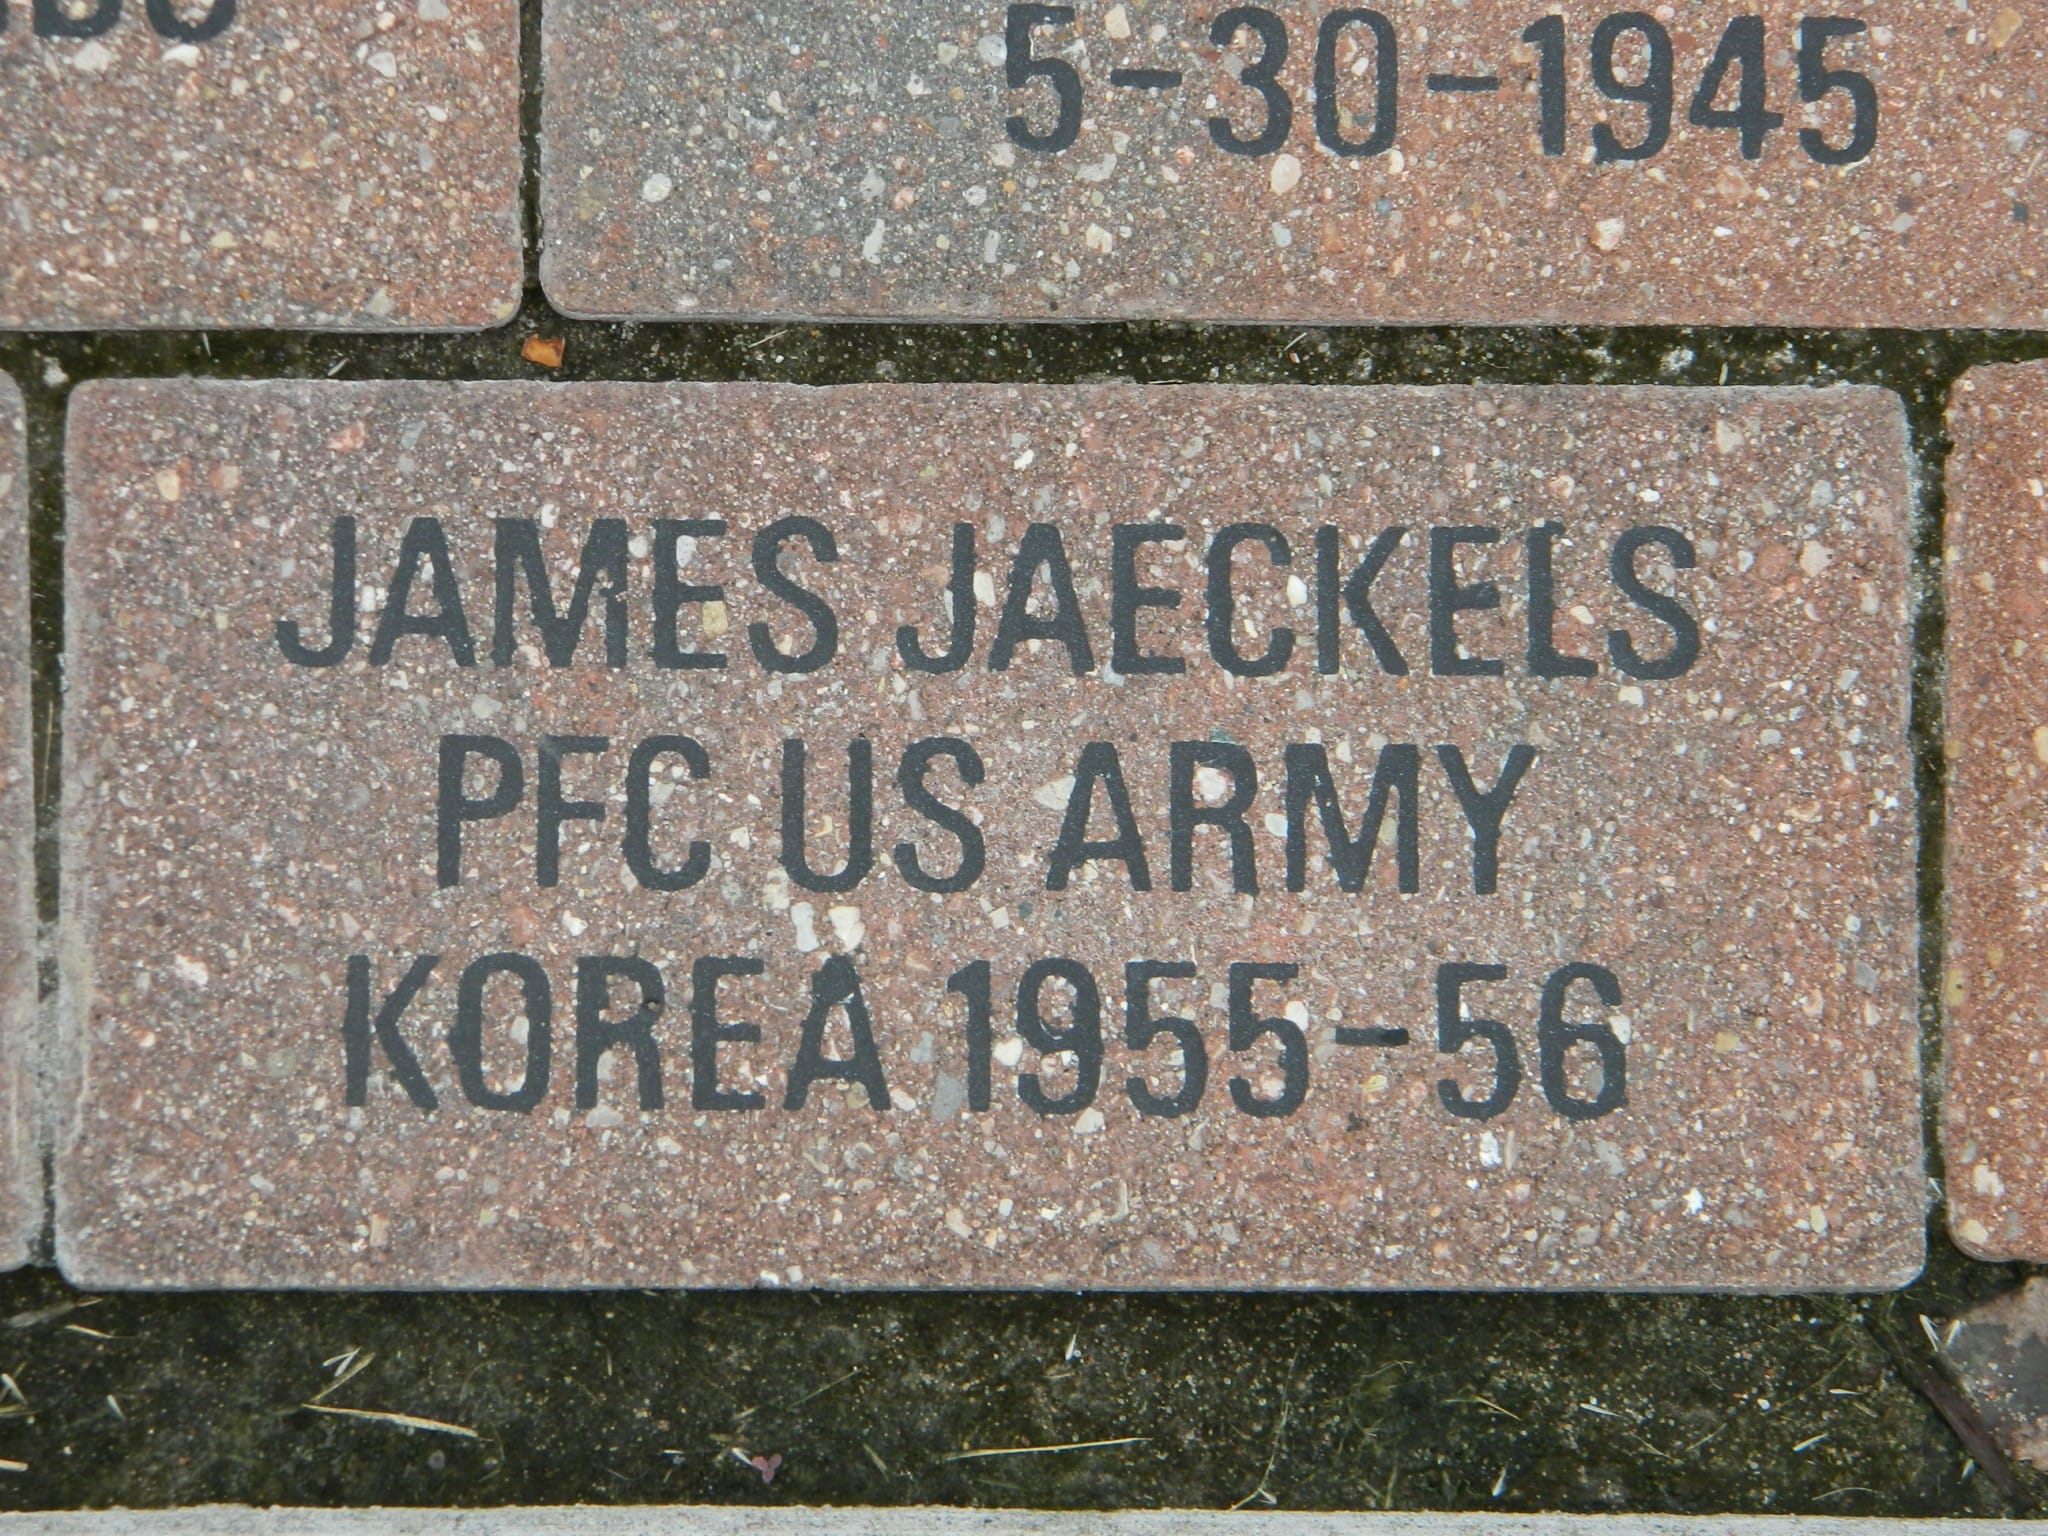 5-30-1945
JAMES JAECKELS
PFC US ARMY
KOREA 1955-56